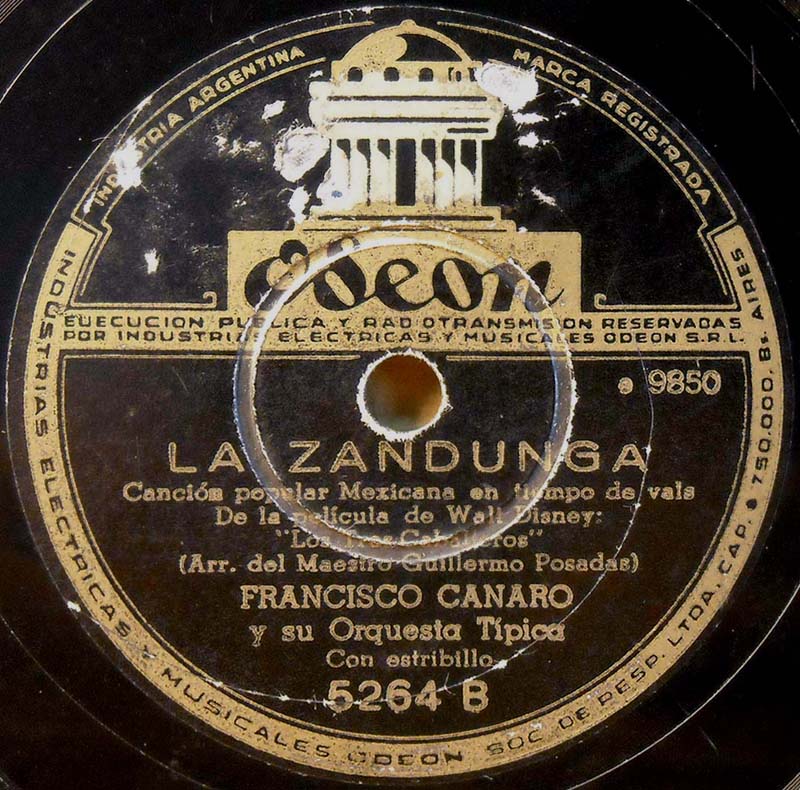 INDUSTRIA ARGENTINA
MARCA REGISTRADA
Odeon
EJECUCION PUBLICA Y RADIOTRANSMISION RESERVADAS
POR INDUSTRIAS ELECTRICAS Y MUSICALES ODEON S.R.L.
e 9850
LA ZANDUNGA
Canción popular Mexicana en tiempo de vals
De la película de Walt Disney:
"Los Tres Caballeros"
(Arr. del Maestro Guillermo Posadas)
FRANCISCO CANARO
y su Orquesta Típica
Con estribillo
5264 B
INDUSTRIAS ELECTRICAS Y MUSICALES ODEON SOC DE RESP. LTDA. CAP. $ 750.000. Bs. AIRES